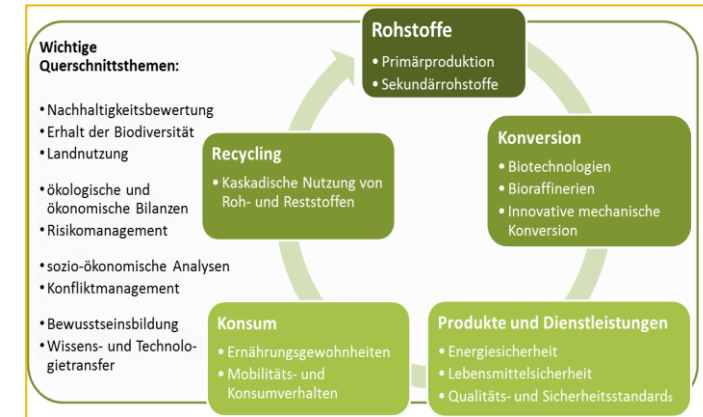 Wichtige
Querschnittsthemen:
•Nachhaltigkeitsbewertung
•Erhalt der Biodiversität
•Landnutzung
•ökologische und
ökonomische Bilanzen
•Risikomanagement
•sozio-ökonomische Analysen
•Konfliktmanagement
•Bewusstseinsbildung
•Wissens- und Technolo-
gietransfer
Rohstoffe
• Primärproduktion
• Sekundärrohstoffe
Konversion
• Biotechnologien
• Bioraffinerien
• Innovative mechanische
Konversion
Produkte und Dienstleistungen
• Energiesicherheit
• Lebensmittelsicherheit
• Qualitäts- und Sicherheitsstandards
Konsum
• Ernährungsgewohnheiten
• Mobilitäts- und
Konsumverhalten
Recycling
• Kaskadische Nutzung von
Roh- und Reststoffen